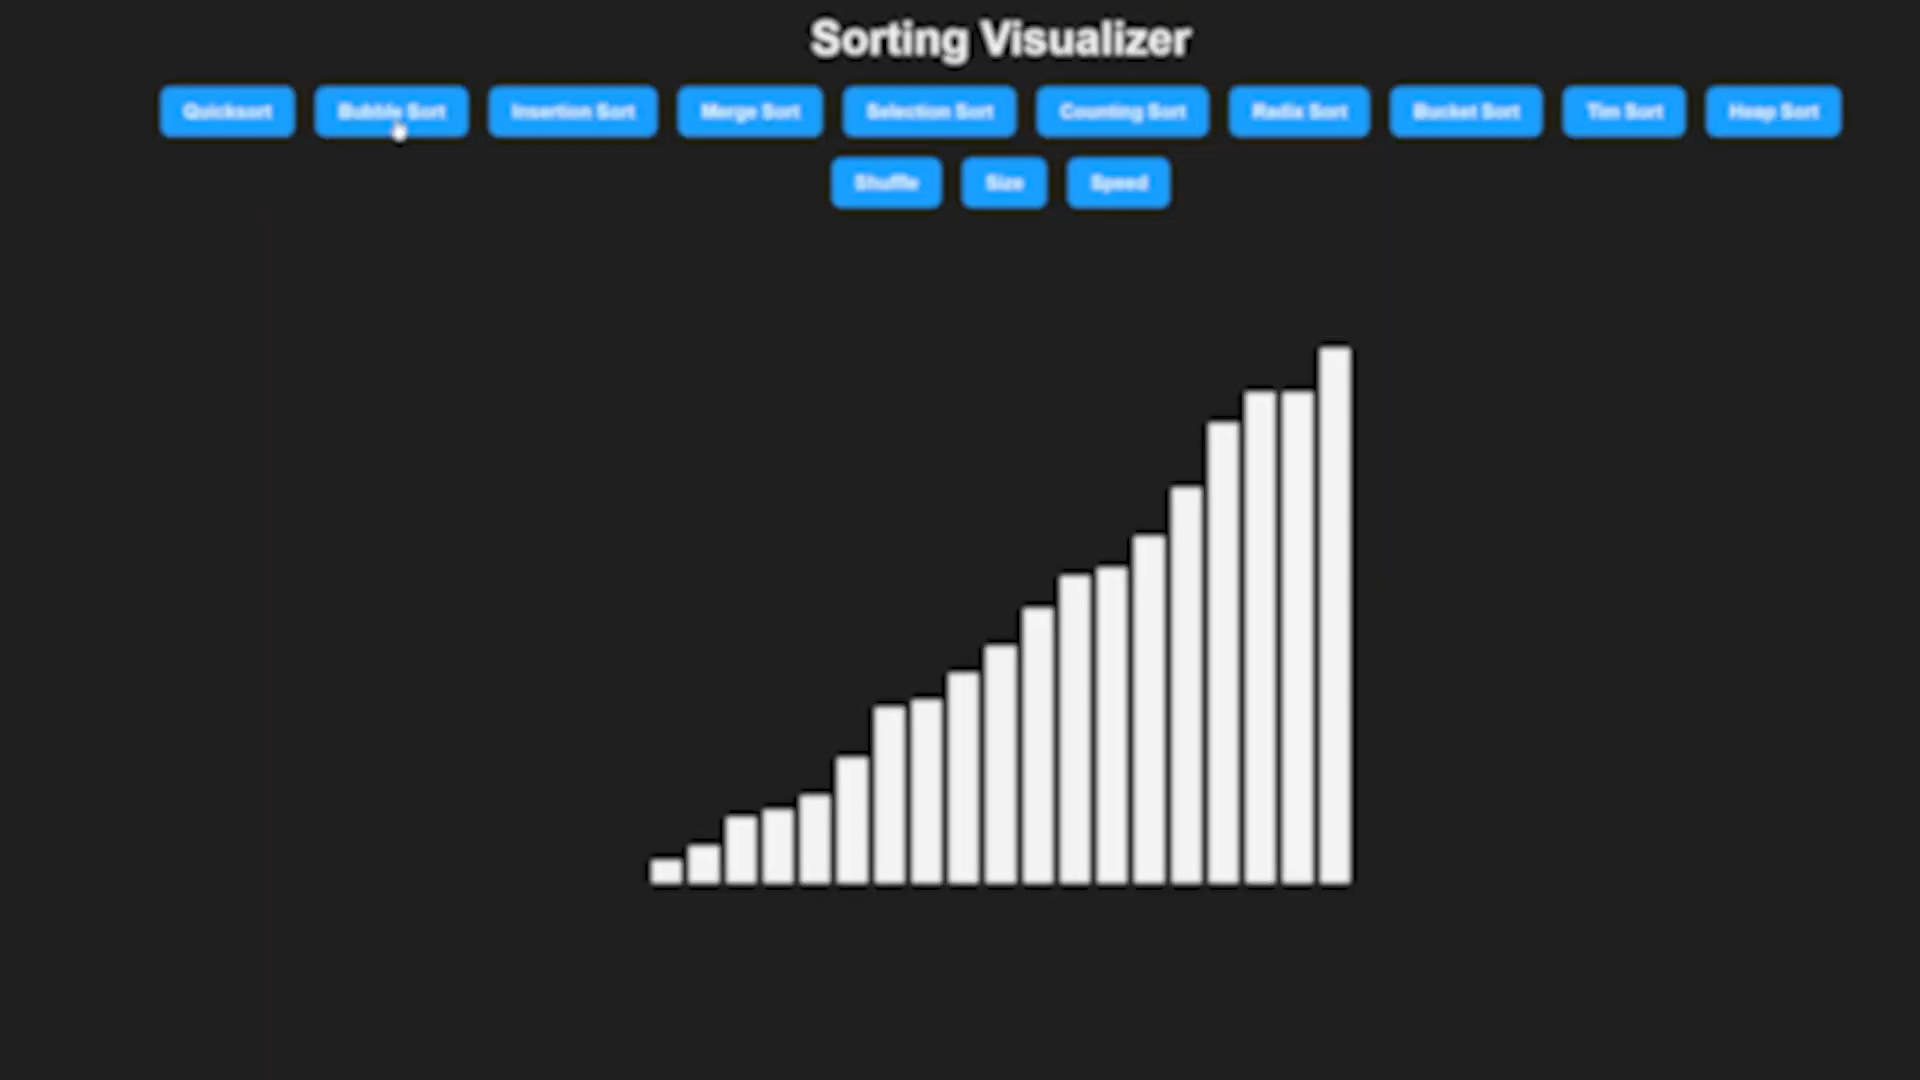 Sorting Visualizer
Quicksort Bubble Sort Insertion Sort Merge Sort Selection Sort Counting Sort Radix Sort Bucket Sort Tim Sort Heap Sort
Shuffle Size Speed